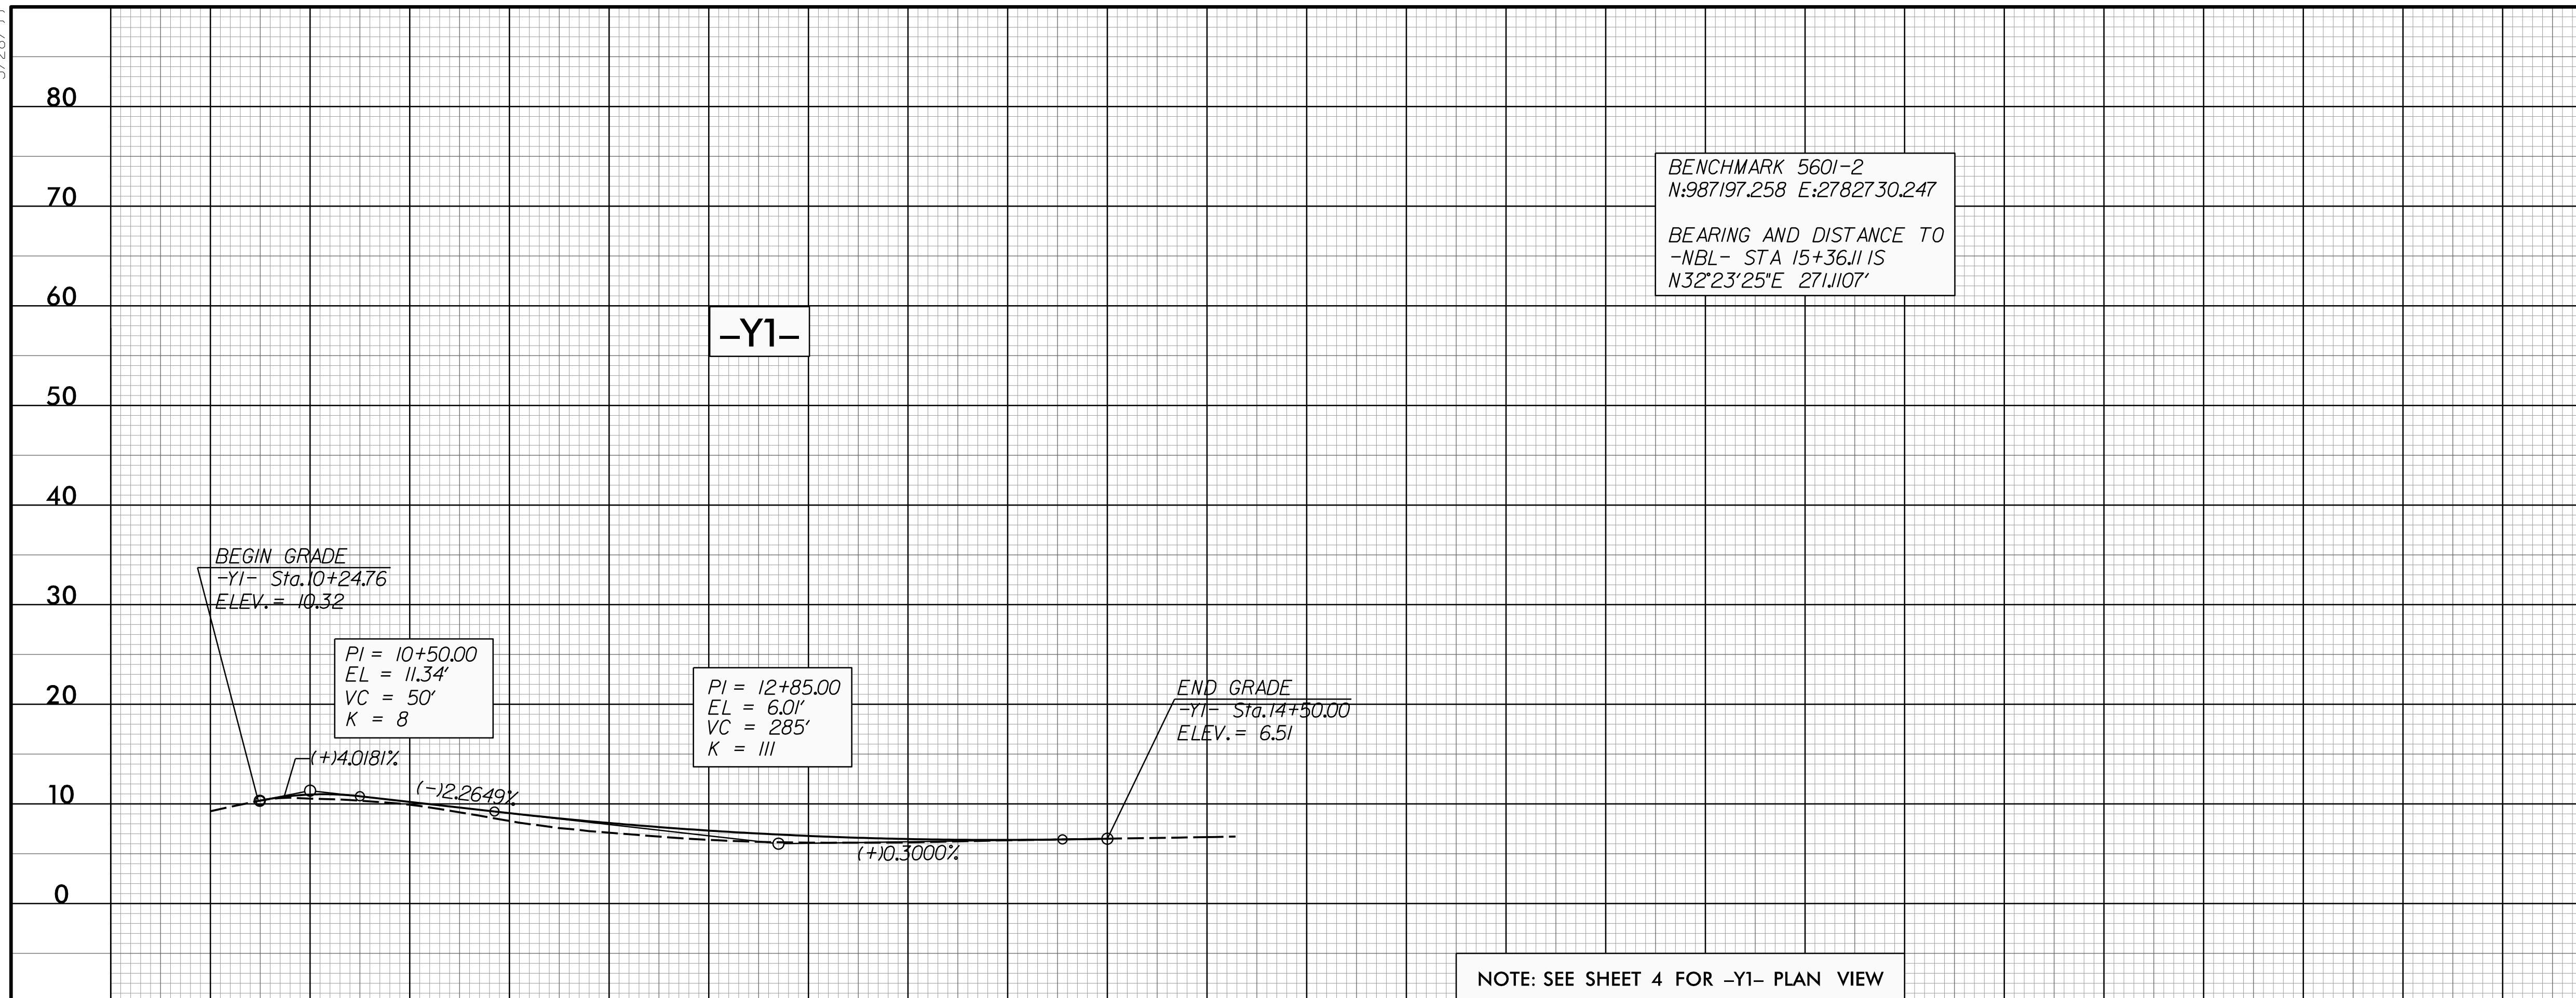 80
70
60
50
40
30
20
10
0
BENCHMARK 5601-2
N:987197.258 E:2782730.247
BEARING AND DISTANCE TO
-NBL- STA 15+36.11 IS
N32°23'25"E 271.1107'
-Y1-
BEGIN GRADE
-Y1- Sta.10+24.76
ELEV.= 10.32
PI = 10+50.00
EL = 11.34'
VC = 50'
K = 8
(+)4.0181%
(-)2.2649%
PI = 12+85.00
EL = 6.01'
VC = 285'
K = 111
(+)0.3000%
END GRADE
-Y1- Sta.14+50.00
ELEV.= 6.51
NOTE: SEE SHEET 4 FOR -Y1- PLAN VIEW